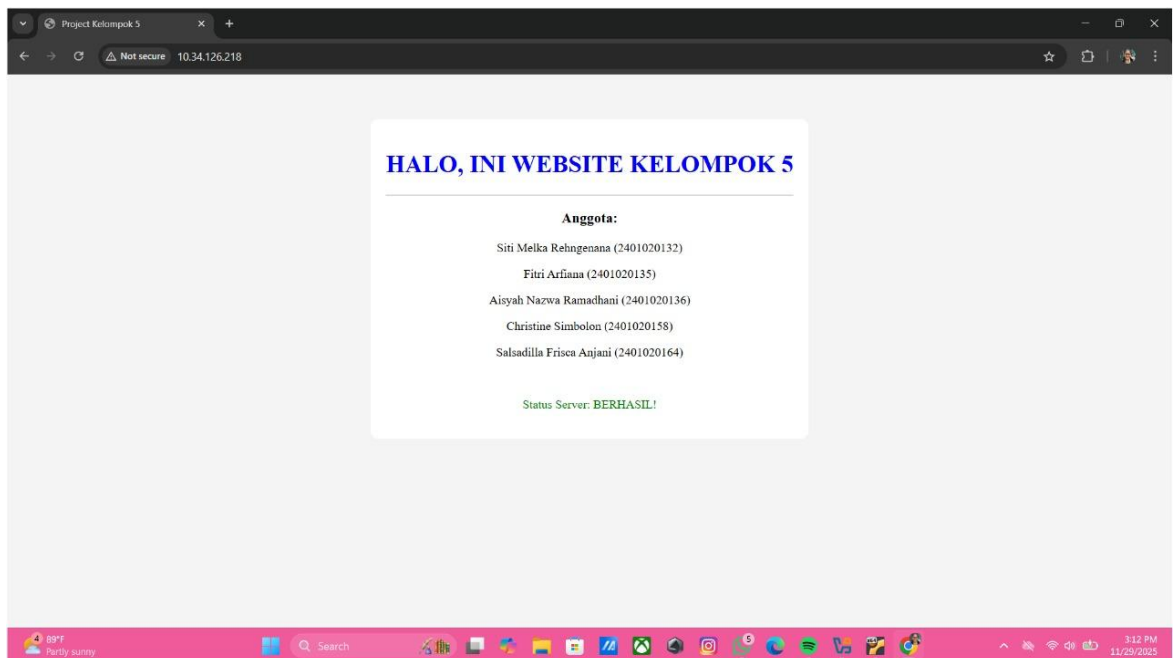 Project Kelompok 5
Not secure 10.34.126.218
HALO, INI WEBSITE KELOMPOK 5
Anggota:
Siti Melka Rehngenana (2401020132)
Fitri Arfiana (2401020135)
Aisyah Nazwa Ramadhani (2401020136)
Christine Simbolon (2401020158)
Salsadilla Frisca Anjani (2401020164)
Status Server: BERHASIL!
4
89°F
Partly sunny
Search
5
3:12 PM
11/29/2025